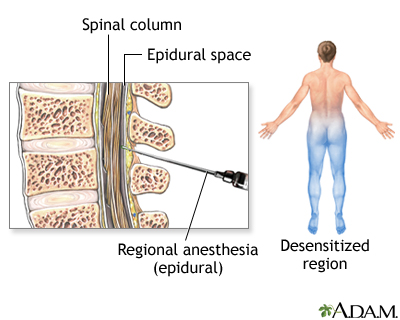 Spinal column
Epidural space
Regional anesthesia
(epidural)
Desensitized
region
A.D.A.M.